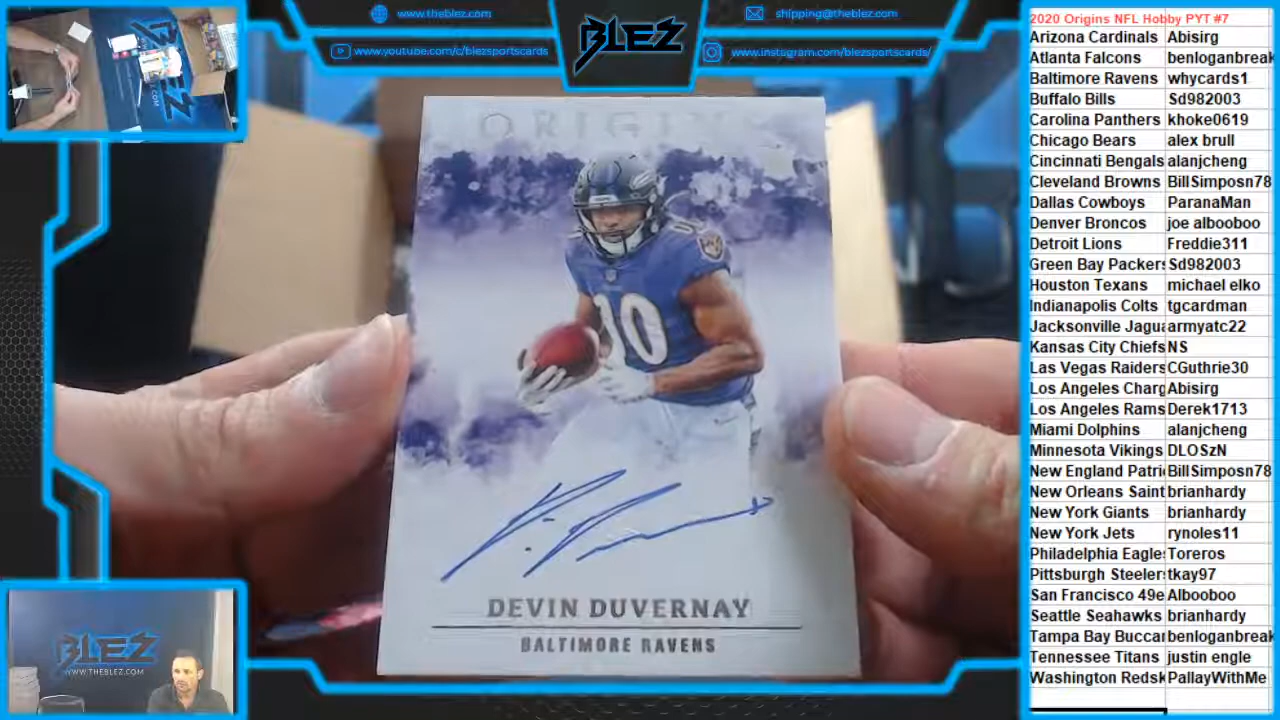 www.theblez.com
shipping@theblez.com
www.youtube.com/c/blezsportscards
www.instagram.com/blezsportscards/
BLEZ
ORIGINS
10
DEVIN DUVERNAY
BALTIMORE RAVENS
BLEZ
WWW.THEBLEZ.COM
2020 Origins NFL Hobby PYT #7
Arizona Cardinals Abisirg
Atlanta Falcons benloganbreak
Baltimore Ravens whycards1
Buffalo Bills Sd982003
Carolina Panthers khoke0619
Chicago Bears alex brull
Cincinnati Bengals alanjcheng
Cleveland Browns BillSimposn78
Dallas Cowboys ParanaMan
Denver Broncos joe albooboo
Detroit Lions Freddie311
Green Bay Packers Sd982003
Houston Texans michael elko
Indianapolis Colts tgcardman
Jacksonville Jagua armyatc22
Kansas City Chiefs NS
Las Vegas Raiders CGuthrie30
Los Angeles Charg Abisirg
Los Angeles Rams Derek1713
Miami Dolphins alanjcheng
Minnesota Vikings DLOSzN
New England Patri BillSimposn78
New Orleans Saint brianhardy
New York Giants brianhardy
New York Jets rynoles11
Philadelphia Eagle Toreros
Pittsburgh Steelers tkay97
San Francisco 49e Albooboo
Seattle Seahawks brianhardy
Tampa Bay Buccar benloganbreak
Tennessee Titans justin engle
Washington Redsk PallayWithMe